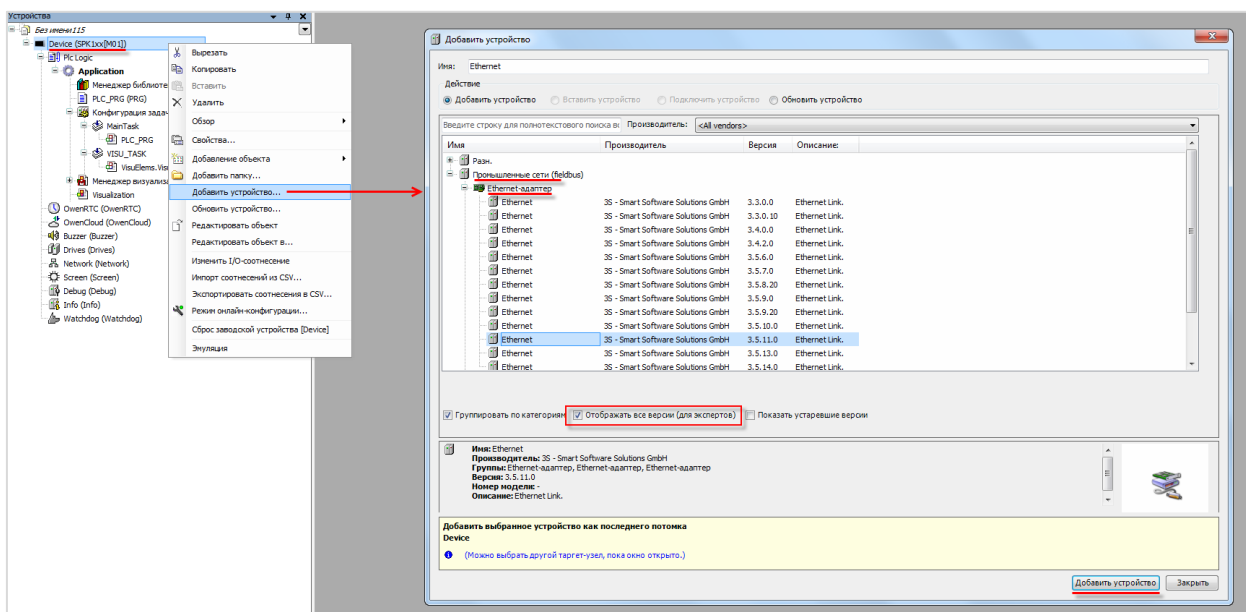 Устройства
Без имени115
Device (SPK1xx[M01])
Plc Logic
Application
Менеджер библиоте
PLC_PRG (PRG)
Конфигурация задач
MainTask
PLC_PRG
VISU_TASK
VisuElems.Visu
Менеджер визуализ
Visualization
OwenRTC (OwenRTC)
OwenCloud (OwenCloud)
Buzzer (Buzzer)
Drives (Drives)
Network (Network)
Screen (Screen)
Debug (Debug)
Info (Info)
Watchdog (Watchdog)
Вырезать
Копировать
Вставить
Удалить
Обзор
Свойства...
Добавление объекта
Добавить папку...
Добавить устройство...
Обновить устройство...
Редактировать объект
Редактировать объект в...
Изменить I/O-соотнесение
Импорт соотнесений из CSV...
Экспортировать соотнесения в CSV...
Режим онлайн-конфигурации...
Сброс заводской устройства [Device]
Эмуляция
Добавить устройство
Имя: Ethernet
Действие
Добавить устройство Вставить устройство Подключить устройство Обновить устройство
Введите строку для полнотекстового поиска во Производитель: <All vendors>
Имя Производитель Версия Описание:
Разн.
Промышленные сети (fieldbus)
Ethernet-адаптер
Ethernet 3S - Smart Software Solutions GmbH 3.3.0.0 Ethernet Link.
Ethernet 3S - Smart Software Solutions GmbH 3.3.0.10 Ethernet Link.
Ethernet 3S - Smart Software Solutions GmbH 3.4.0.0 Ethernet Link.
Ethernet 3S - Smart Software Solutions GmbH 3.4.2.0 Ethernet Link.
Ethernet 3S - Smart Software Solutions GmbH 3.5.6.0 Ethernet Link.
Ethernet 3S - Smart Software Solutions GmbH 3.5.7.0 Ethernet Link.
Ethernet 3S - Smart Software Solutions GmbH 3.5.8.20 Ethernet Link.
Ethernet 3S - Smart Software Solutions GmbH 3.5.9.0 Ethernet Link.
Ethernet 3S - Smart Software Solutions GmbH 3.5.9.20 Ethernet Link.
Ethernet 3S - Smart Software Solutions GmbH 3.5.10.0 Ethernet Link.
Ethernet 3S - Smart Software Solutions GmbH 3.5.11.0 Ethernet Link.
Ethernet 3S - Smart Software Solutions GmbH 3.5.13.0 Ethernet Link.
Ethernet 3S - Smart Software Solutions GmbH 3.5.14.0 Ethernet Link.
Группировать по категориям Отображать все версии (для экспертов) Показать устаревшие версии
Имя: Ethernet
Производитель: 3S - Smart Software Solutions GmbH
Группы: Ethernet-адаптер, Ethernet-адаптер, Ethernet-адаптер
Версия: 3.5.11.0
Номер модели: -
Описание: Ethernet Link.
Добавить выбранное устройство как последнего потомка
Device
(Можно выбрать другой таргет-узел, пока окно открыто.)
Добавить устройство Закрыть